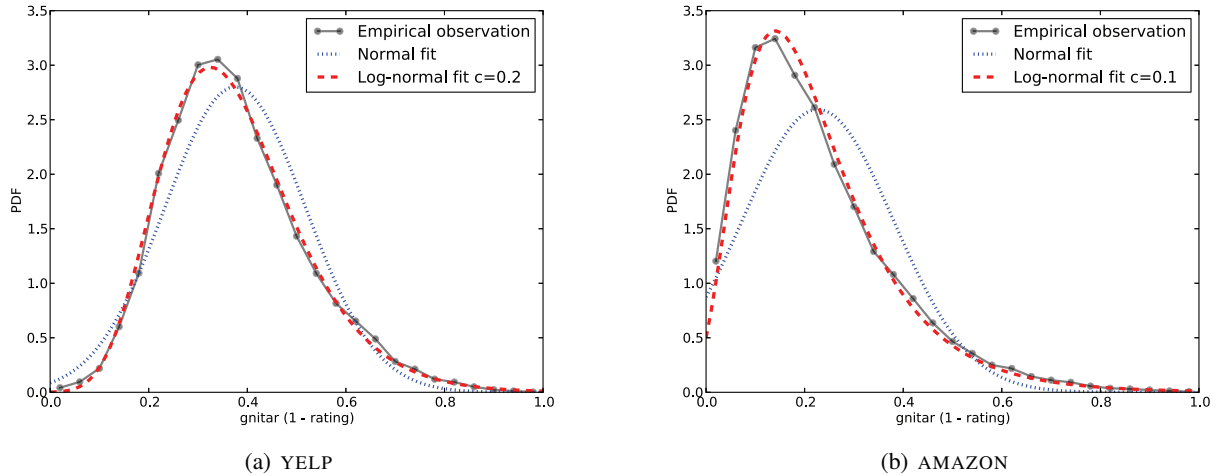 3.5
3.0
2.5
2.0
1.5
1.0
0.5
0.0
PDF
0.0 0.2 0.4 0.6 0.8 1.0
gnitar (1 - rating)
Empirical observation
Normal fit
Log-normal fit c=0.2
(a) YELP
3.5
3.0
2.5
2.0
1.5
1.0
0.5
0.0
PDF
0.0 0.2 0.4 0.6 0.8 1.0
gnitar (1 - rating)
Empirical observation
Normal fit
Log-normal fit c=0.1
(b) AMAZON